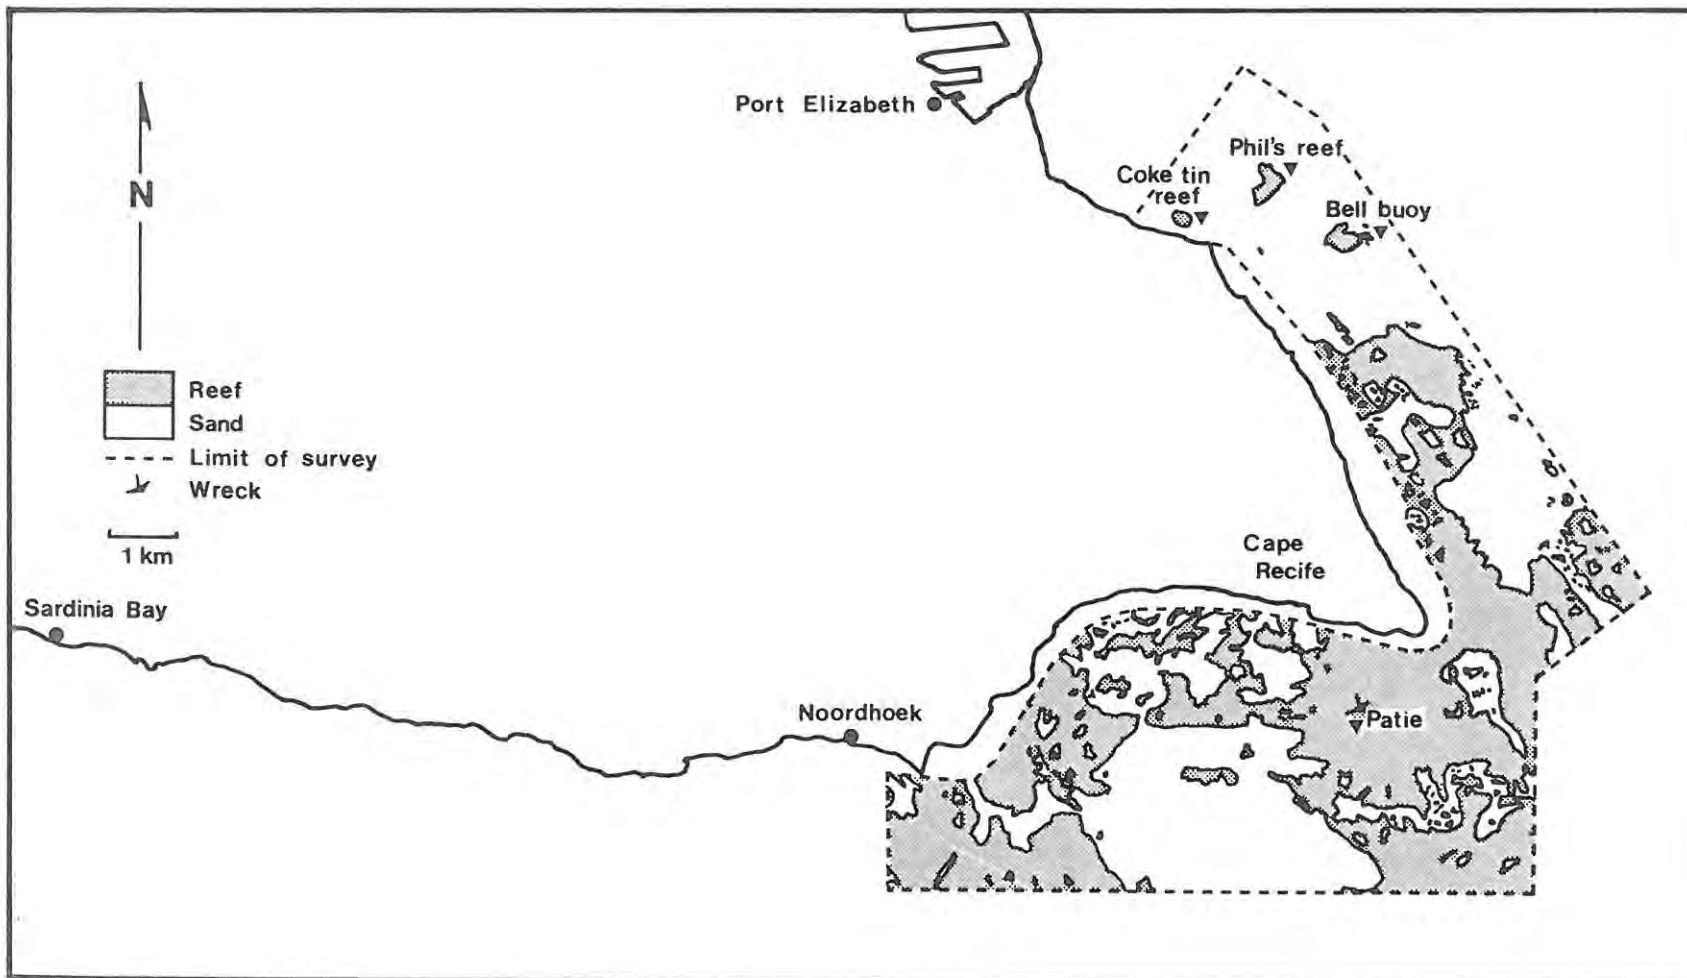 Port Elizabeth
Phil's reef
Coke tin
reef
Bell buoy
N
Reef
Sand
Limit of survey
Wreck
1 km
Cape
Recife
Sardinia Bay
Noordhoek
Patie